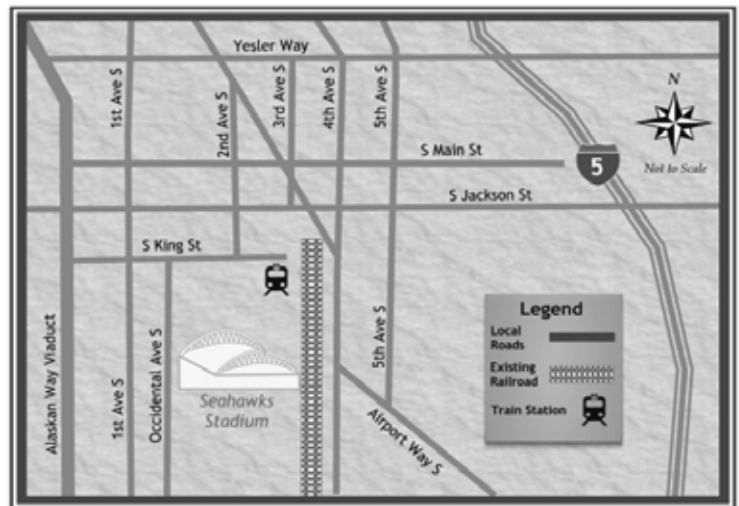 Yesler Way
1st Ave S
2nd Ave S
3rd Ave S
4th Ave S
5th Ave S
N
Not to Scale
S Main St
5
S Jackson St
S King St
Alaskan Way Viaduct
1st Ave S
Occidental Ave S
Seahawks
Stadium
5th Ave S
Airport Way S
Legend
Local
Roads
Existing
Railroad
Train Station